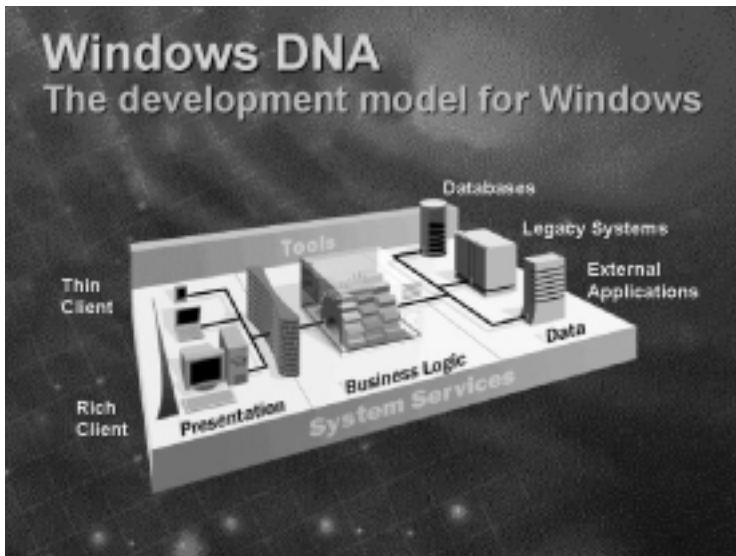 Windows DNA
The development model for Windows
Databases
Legacy Systems
External
Applications
Tools
Thin
Client
Rich
Client
Presentation
Business Logic
Data
System Services